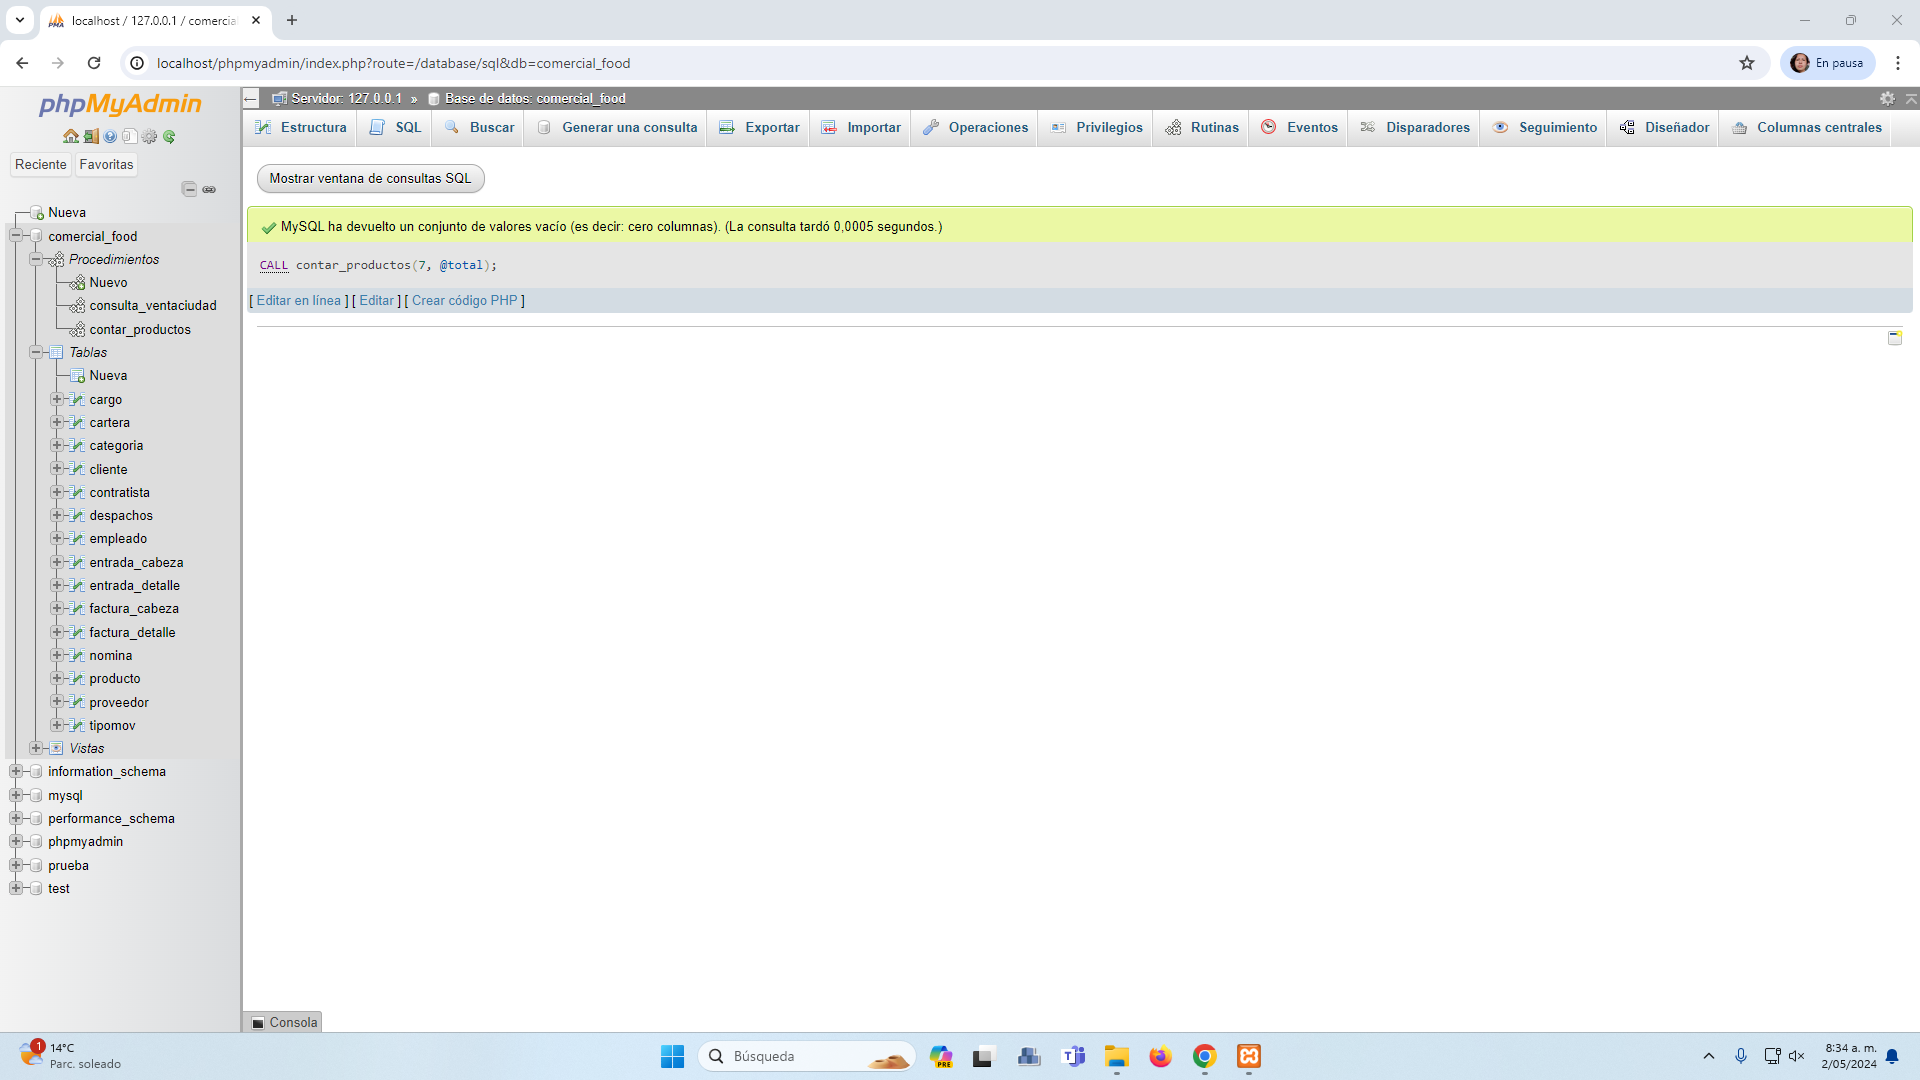 localhost / 127.0.0.1 / comercia
localhost/phpmyadmin/index.php?route=/database/sql&db=comercial_food
En pausa
phpMyAdmin
Reciente
Favoritas
Nueva
comercial_food
Procedimientos
Nuevo
consulta_ventaciudad
contar_productos
Tablas
Nueva
cargo
cartera
categoria
cliente
contratista
despachos
empleado
entrada_cabeza
entrada_detalle
factura_cabeza
factura_detalle
nomina
producto
proveedor
tipomov
Vistas
information_schema
mysql
performance_schema
phpmyadmin
prueba
test
Servidor: 127.0.0.1 » Base de datos: comercial_food
Estructura SQL Buscar Generar una consulta Exportar Importar Operaciones Privilegios Rutinas Eventos Disparadores Seguimiento Diseñador Columnas centrales
Mostrar ventana de consultas SQL
MySQL ha devuelto un conjunto de valores vacío (es decir: cero columnas). (La consulta tardó 0,0005 segundos.)
CALL contar_productos(7, @total);
[ Editar en línea ] [ Editar ] [ Crear código PHP ]
Consola
1
14°C
Parc. soleado
Búsqueda
PRE
8:34 a. m.
2/05/2024